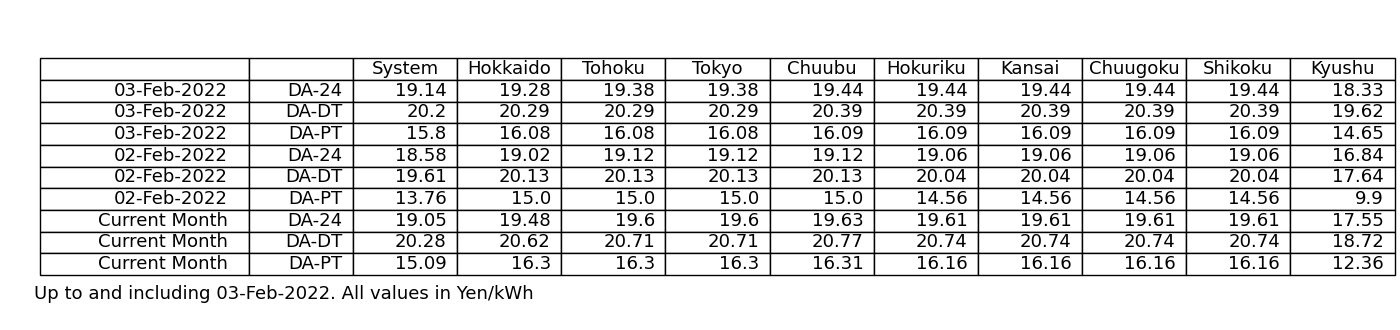 System Hokkaido Tohoku Tokyo Chuubu Hokuriku Kansai Chuugoku Shikoku Kyushu
03-Feb-2022 DA-24 19.14 19.28 19.38 19.38 19.44 19.44 19.44 19.44 19.44 18.33
03-Feb-2022 DA-DT 20.2 20.29 20.29 20.29 20.39 20.39 20.39 20.39 20.39 19.62
03-Feb-2022 DA-PT 15.8 16.08 16.08 16.08 16.09 16.09 16.09 16.09 16.09 14.65
02-Feb-2022 DA-24 18.58 19.02 19.12 19.12 19.12 19.06 19.06 19.06 19.06 16.84
02-Feb-2022 DA-DT 19.61 20.13 20.13 20.13 20.13 20.04 20.04 20.04 20.04 17.64
02-Feb-2022 DA-PT 13.76 15.0 15.0 15.0 15.0 14.56 14.56 14.56 14.56 9.9
Current Month DA-24 19.05 19.48 19.6 19.6 19.63 19.61 19.61 19.61 19.61 17.55
Current Month DA-DT 20.28 20.62 20.71 20.71 20.77 20.74 20.74 20.74 20.74 18.72
Current Month DA-PT 15.09 16.3 16.3 16.3 16.31 16.16 16.16 16.16 16.16 12.36
Up to and including 03-Feb-2022. All values in Yen/kWh